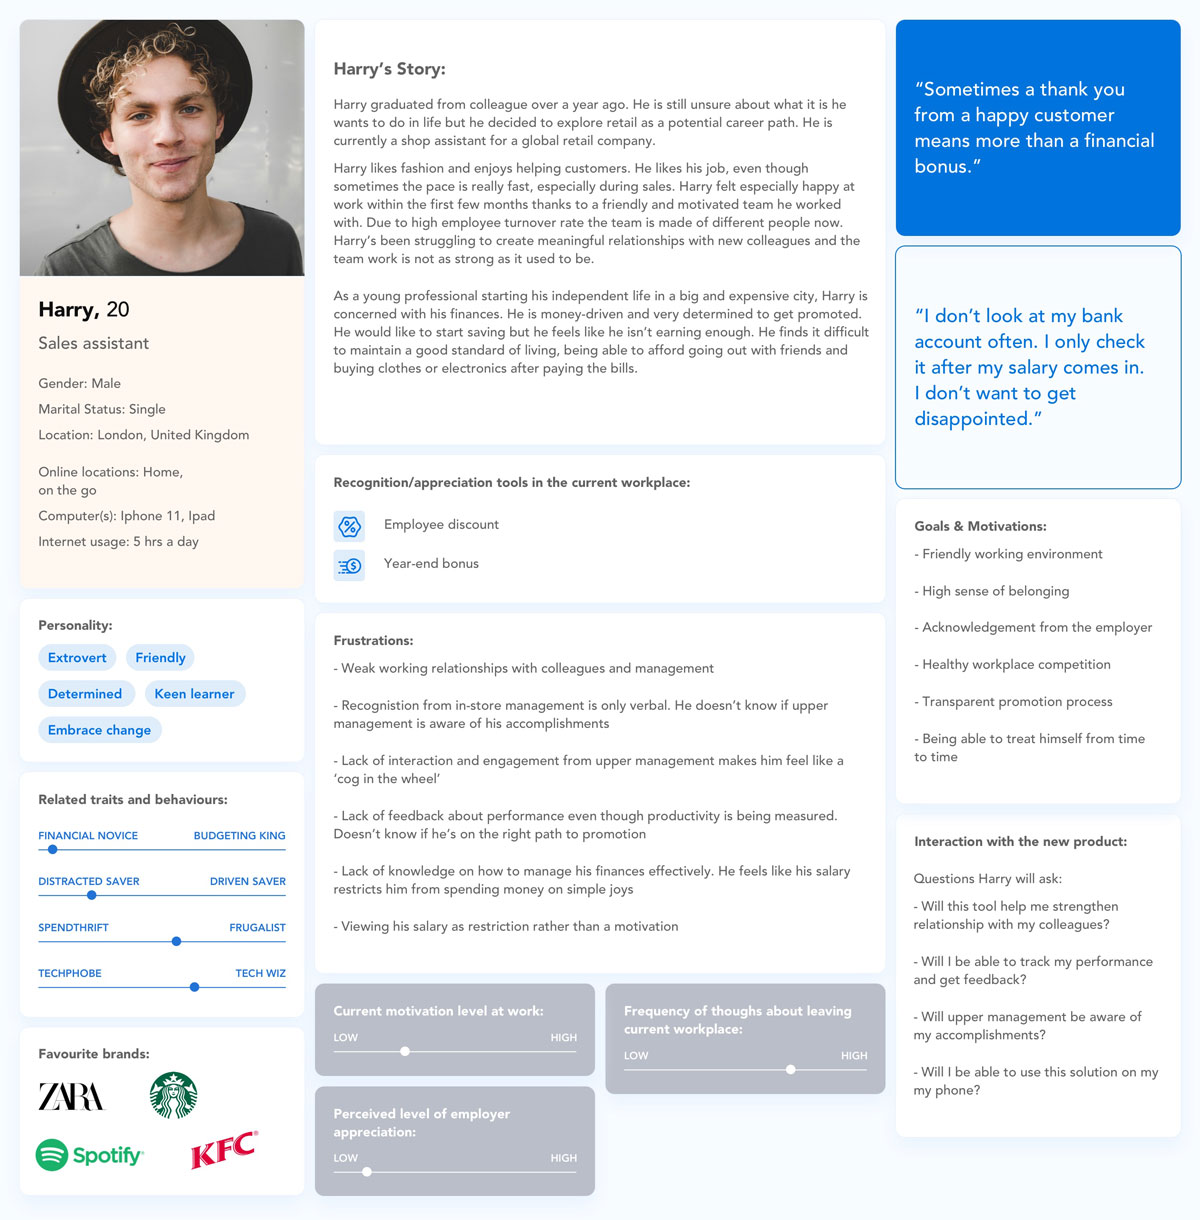 Harry, 20
Sales assistant
Gender: Male
Marital Status: Single
Location: London, United Kingdom
Online locations: Home,
on the go
Computer(s): Iphone 11, Ipad
Internet usage: 5 hrs a day
Personality:
Extrovert
Friendly
Determined
Keen learner
Embrace change
Related traits and behaviours:
FINANCIAL NOVICE
BUDGETING KING
DISTRACTED SAVER
DRIVEN SAVER
SPENDTHRIFT
FRUGALIST
TECHPHOBE
TECH WIZ
Favourite brands:
ZARA
Spotify
KFC
Harry's Story:
Harry graduated from colleague over a year ago. He is still unsure about what it is he
wants to do in life but he decided to explore retail as a potential career path. He is
currently a shop assistant for a global retail company.
Harry likes fashion and enjoys helping customers. He likes his job, even though
sometimes the pace is really fast, especially during sales. Harry felt especially happy at
work within the first few months thanks to a friendly and motivated team he worked
with. Due to high employee turnover rate the team is made of different people now.
Harry's been struggling to create meaningful relationships with new colleagues and the
team work is not as strong as it used to be.
As a young professional starting his independent life in a big and expensive city, Harry is
concerned with his finances. He is money-driven and very determined to get promoted.
He would like to start saving but he feels like he isn't earning enough. He finds it difficult
to maintain a good standard of living, being able to afford going out with friends and
buying clothes or electronics after paying the bills.
Recognition/appreciation tools in the current workplace:
Employee discount
Year-end bonus
Frustrations:
- Weak working relationships with colleagues and management
- Recognistion from in-store management is only verbal. He doesn't know if upper
management is aware of his accomplishments
- Lack of interaction and engagement from upper management makes him feel like a
'cog in the wheel'
- Lack of feedback about performance even though productivity is being measured.
Doesn't know if he's on the right path to promotion
- Lack of knowledge on how to manage his finances effectively. He feels like his salary
restricts him from spending money on simple joys
- Viewing his salary as restriction rather than a motivation
Current motivation level at work:
LOW
HIGH
Frequency of thoughs about leaving
current workplace:
LOW
HIGH
Perceived level of employer
appreciation:
LOW
HIGH
“Sometimes a thank you
from a happy customer
means more than a financial
bonus.”
“I don't look at my bank
account often. I only check
it after my salary comes in.
I don't want to get
disappointed.”
Goals & Motivations:
- Friendly working environment
- High sense of belonging
- Acknowledgement from the employer
- Healthy workplace competition
- Transparent promotion process
- Being able to treat himself from time
to time
Interaction with the new product:
Questions Harry will ask:
- Will this tool help me strengthen
relationship with my colleagues?
- Will I be able to track my performance
and get feedback?
- Will upper management be aware of
my accomplishments?
- Will I be able to use this solution on my
my phone?